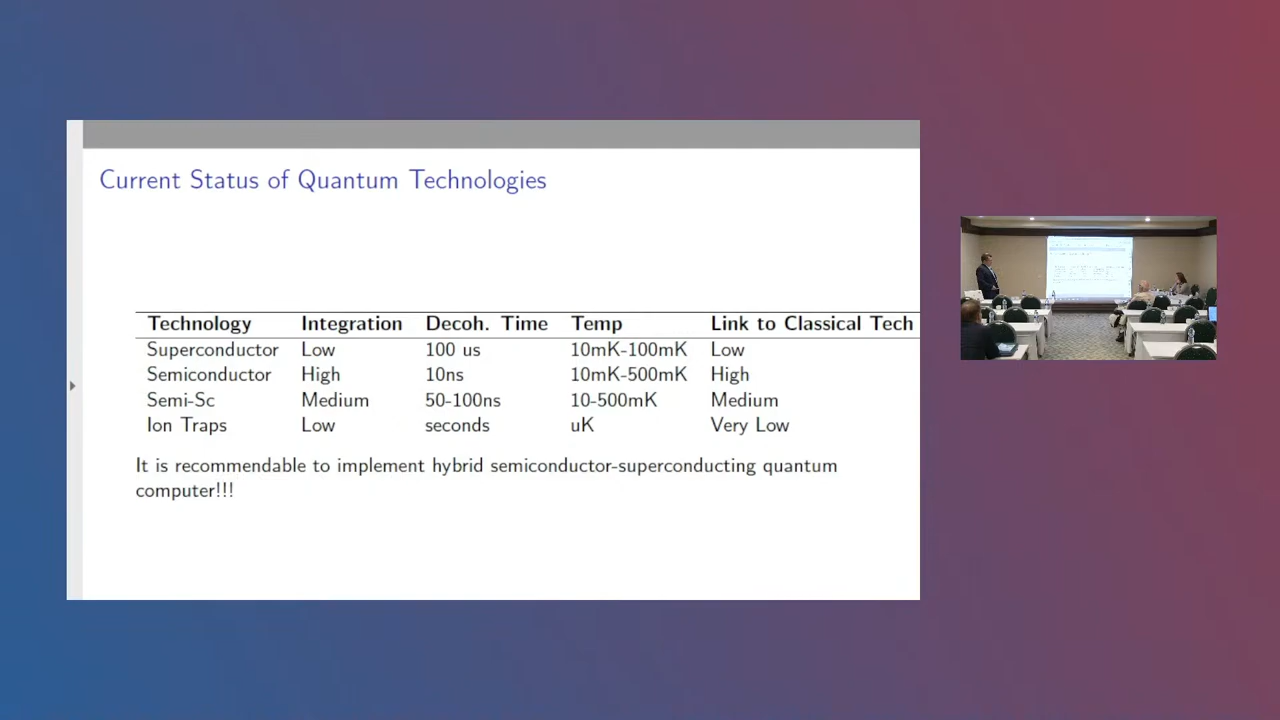 Current Status of Quantum Technologies
Technology Integration Decoh. Time Temp Link to Classical Tech
Superconductor Low 100 us 10mK-100mK Low
Semiconductor High 10ns 10mK-500mK High
Semi-Sc Medium 50-100ns 10-500mK Medium
Ion Traps Low seconds uK Very Low
It is recommendable to implement hybrid semiconductor-superconducting quantum
computer!!!